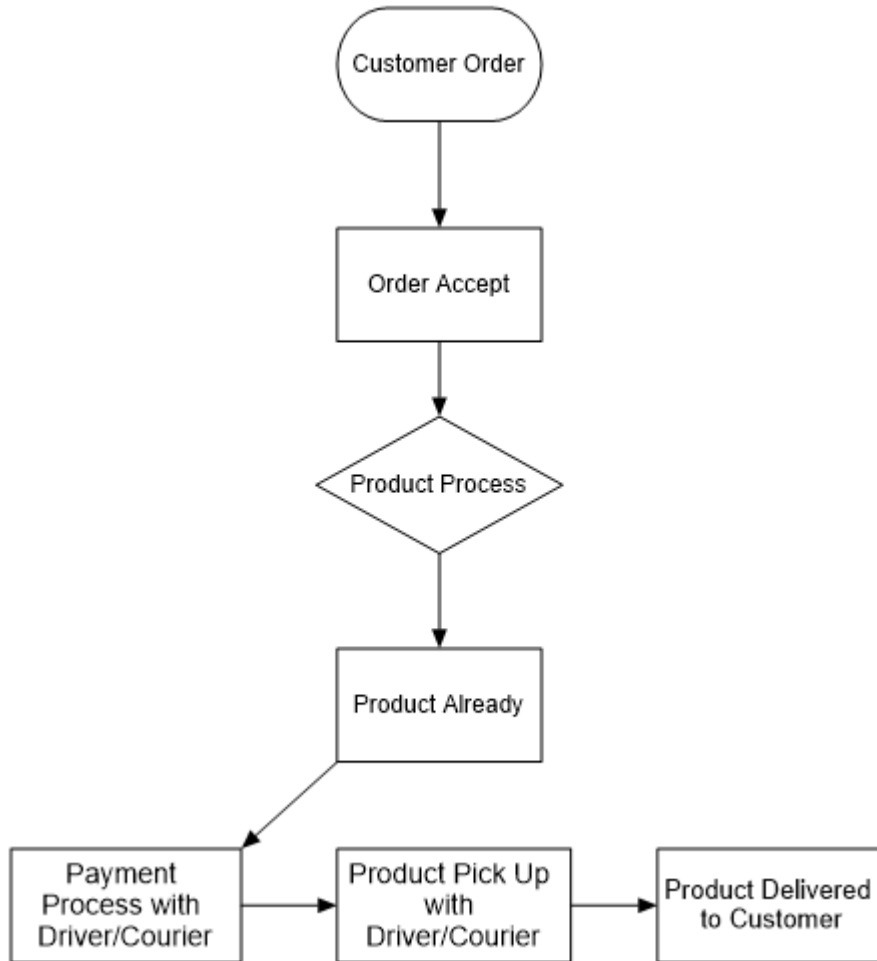 Customer Order
Order Accept
Product Process
Product Already
Payment
Process with
Driver/Courier
Product Pick Up
with
Driver/Courier
Product Delivered
to Customer